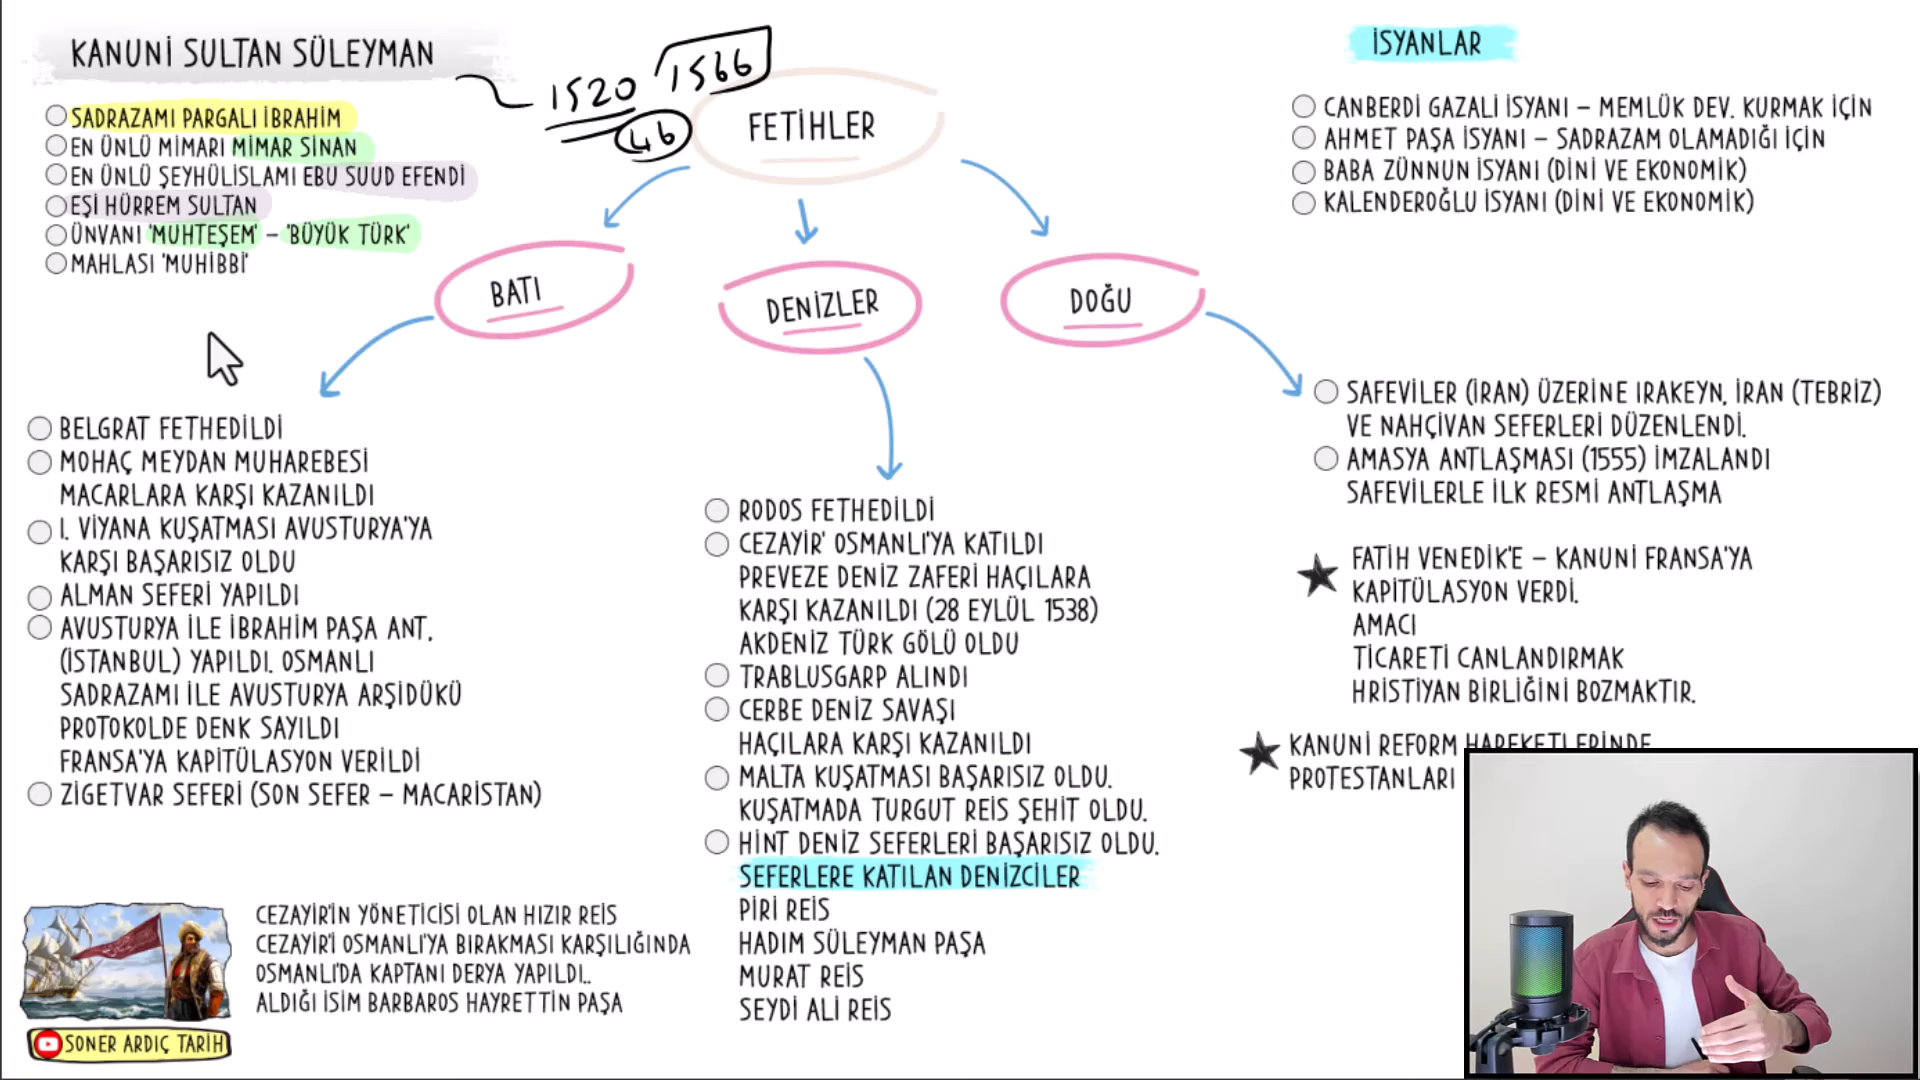 KANUNİ SULTAN SÜLEYMAN
1520 1566
46
SADRAZAMI PARGALI İBRAHİM
EN ÜNLÜ MİMARI MİMAR SİNAN
EN ÜNLÜ ŞEYHÜLİSLAMI EBU SUUD EFENDİ
EŞİ HÜRREM SULTAN
ÜNVANI 'MUHTEŞEM' – 'BÜYÜK TÜRK'
MAHLASI 'MUHİBBİ'
FETİHLER
İSYANLAR
CANBERDİ GAZALİ İSYANI – MEMLÜK DEV. KURMAK İÇİN
AHMET PAŞA İSYANI – SADRAZAM OLAMADIĞI İÇİN
BABA ZÜNNUN İSYANI (DİNİ VE EKONOMİK)
KALENDEROĞLU İSYANI (DİNİ VE EKONOMİK)
BATI
DENİZLER
DOĞU
BELGRAT FETHEDİLDİ
MOHAÇ MEYDAN MUHAREBESİ
MACARLARA KARŞI KAZANILDI
I. VİYANA KUŞATMASI AVUSTURYA'YA
KARŞI BAŞARISIZ OLDU
ALMAN SEFERİ YAPILDI
AVUSTURYA İLE İBRAHİM PAŞA ANT.
(İSTANBUL) YAPILDI. OSMANLI
SADRAZAMI İLE AVUSTURYA ARŞİDÜKÜ
PROTOKOLDE DENK SAYILDI
FRANSA'YA KAPİTÜLASYON VERİLDİ
ZİGETVAR SEFERİ (SON SEFER – MACARİSTAN)
RODOS FETHEDİLDİ
CEZAYİR' OSMANLI'YA KATILDI
PREVEZE DENİZ ZAFERİ HAÇILARA
KARŞI KAZANILDI (28 EYLÜL 1538)
AKDENİZ TÜRK GÖLÜ OLDU
TRABLUSGARP ALINDI
CERBE DENİZ SAVAŞI
HAÇILARA KARŞI KAZANILDI
MALTA KUŞATMASI BAŞARISIZ OLDU.
KUŞATMADA TURGUT REİS ŞEHİT OLDU.
HİNT DENİZ SEFERLERİ BAŞARISIZ OLDU.
SEFERLERE KATILAN DENİZCİLER
PİRİ REİS
HADIM SÜLEYMAN PAŞA
MURAT REİS
SEYDİ ALİ REİS
SAFEVİLER (İRAN) ÜZERİNE IRAKEYN, İRAN (TEBRİZ)
VE NAHÇİVAN SEFERLERİ DÜZENLENDİ.
AMASYA ANTLAŞMASI (1555) İMZALANDI
SAFEVİLERLE İLK RESMİ ANTLAŞMA
FATİH VENEDİK'E – KANUNİ FRANSA'YA
KAPİTÜLASYON VERDİ.
AMACI
TİCARETİ CANLANDIRMAK
HRİSTİYAN BİRLİĞİNİ BOZMAKTIR.
KANUNİ REFORM HAREKETLERİNDE
PROTESTANLARI
CEZAYİR'İN YÖNETİCİSİ OLAN HIZIR REİS
CEZAYİR'İ OSMANLI'YA BIRAKMASI KARŞILIĞINDA
OSMANLI'DA KAPTANI DERYA YAPILDI..
ALDIĞI İSİM BARBAROS HAYRETTİN PAŞA
SONER ARDIÇ TARİH